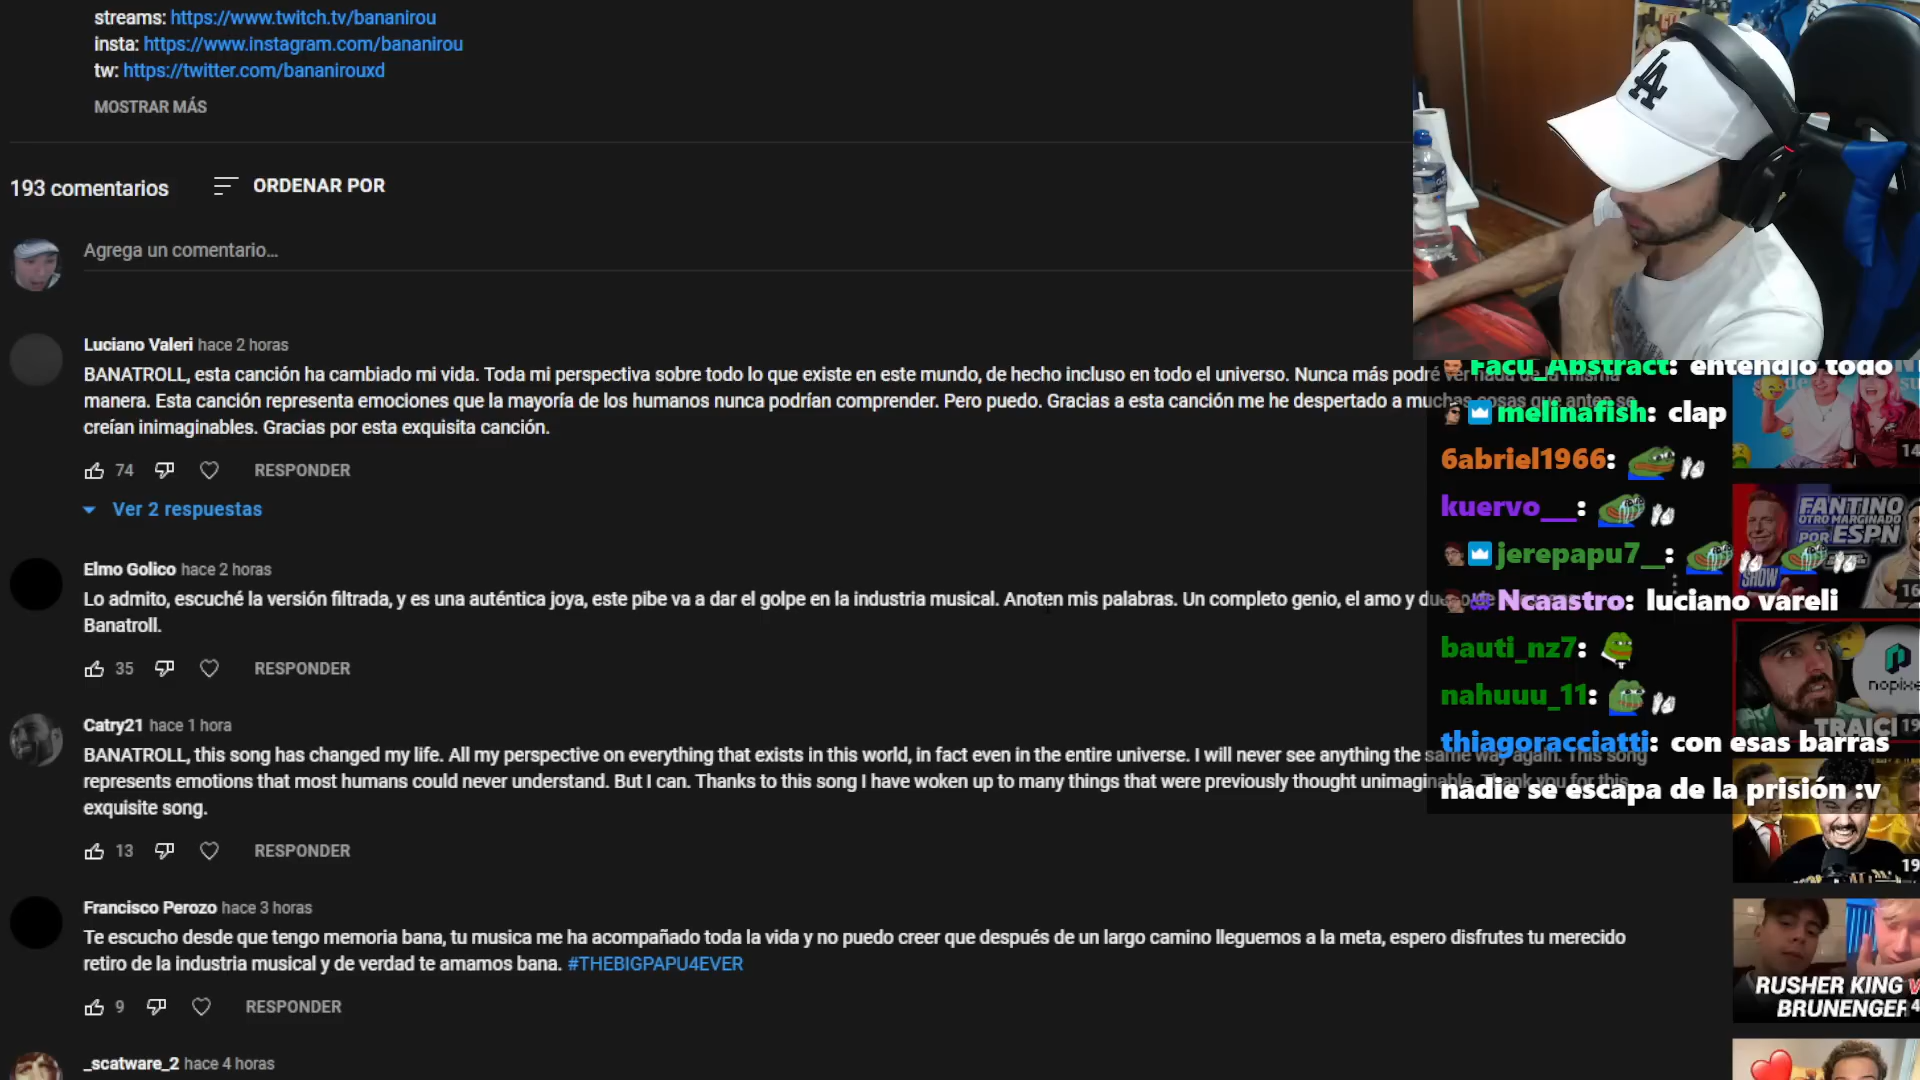 streams: https://www.twitch.tv/bananirou
insta: https://www.instagram.com/bananirou
tw: https://twitter.com/bananirouxd
MOSTRAR MÁS
193 comentarios
ORDENAR POR
Agrega un comentario...
Luciano Valeri hace 2 horas
BANATROLL, esta canción ha cambiado mi vida. Toda mi perspectiva sobre todo lo que existe en este mundo, de hecho incluso en todo el universo. Nunca más podré ver nada de la misma
manera. Esta canción representa emociones que la mayoría de los humanos nunca podrían comprender. Pero puedo. Gracias a esta canción me he despertado a muchas cosas que antes se
creían inimaginables. Gracias por esta exquisita canción.
74
RESPONDER
Ver 2 respuestas
Elmo Golico hace 2 horas
Lo admito, escuché la versión filtrada, y es una auténtica joya, este pibe va a dar el golpe en la industria musical. Anoten mis palabras. Un completo genio, el amo y
Banatroll.
35
RESPONDER
Catry21 hace 1 hora
BANATROLL, this song has changed my life. All my perspective on everything that exists in this world, in fact even in the entire universe. I will never see anything the same way again. This song
represents emotions that most humans could never understand. But I can. Thanks to this song I have woken up to many things that were previously thought unimaginable. Thank you for this
exquisite song.
13
RESPONDER
Francisco Perozo hace 3 horas
Te escucho desde que tengo memoria bana, tu musica me ha acompañado toda la vida y no puedo creer que después de un largo camino lleguemos a la meta, espero disfrutes tu merecido
retiro de la industria musical y de verdad te amamos bana. #THEBIGPAPU4EVER
9
RESPONDER
_scatware_2 hace 4 horas
LA
Facu_Abstract: entendio todo
melinafish: clap
6abriel1966:
kuervo__:
jerepapu7__:
Ncaastro: luciano vareli
bauti_nz7:
nahuuu_11:
thiagoracciatti: con esas barras
nadie se escapa de la prisión :v
14
FANTINO
OTRO MARGINADO
POR ESPN
SHOW
16
nopixe
TRAICI
19
19
RUSHER KING V
BRUNENGER
4